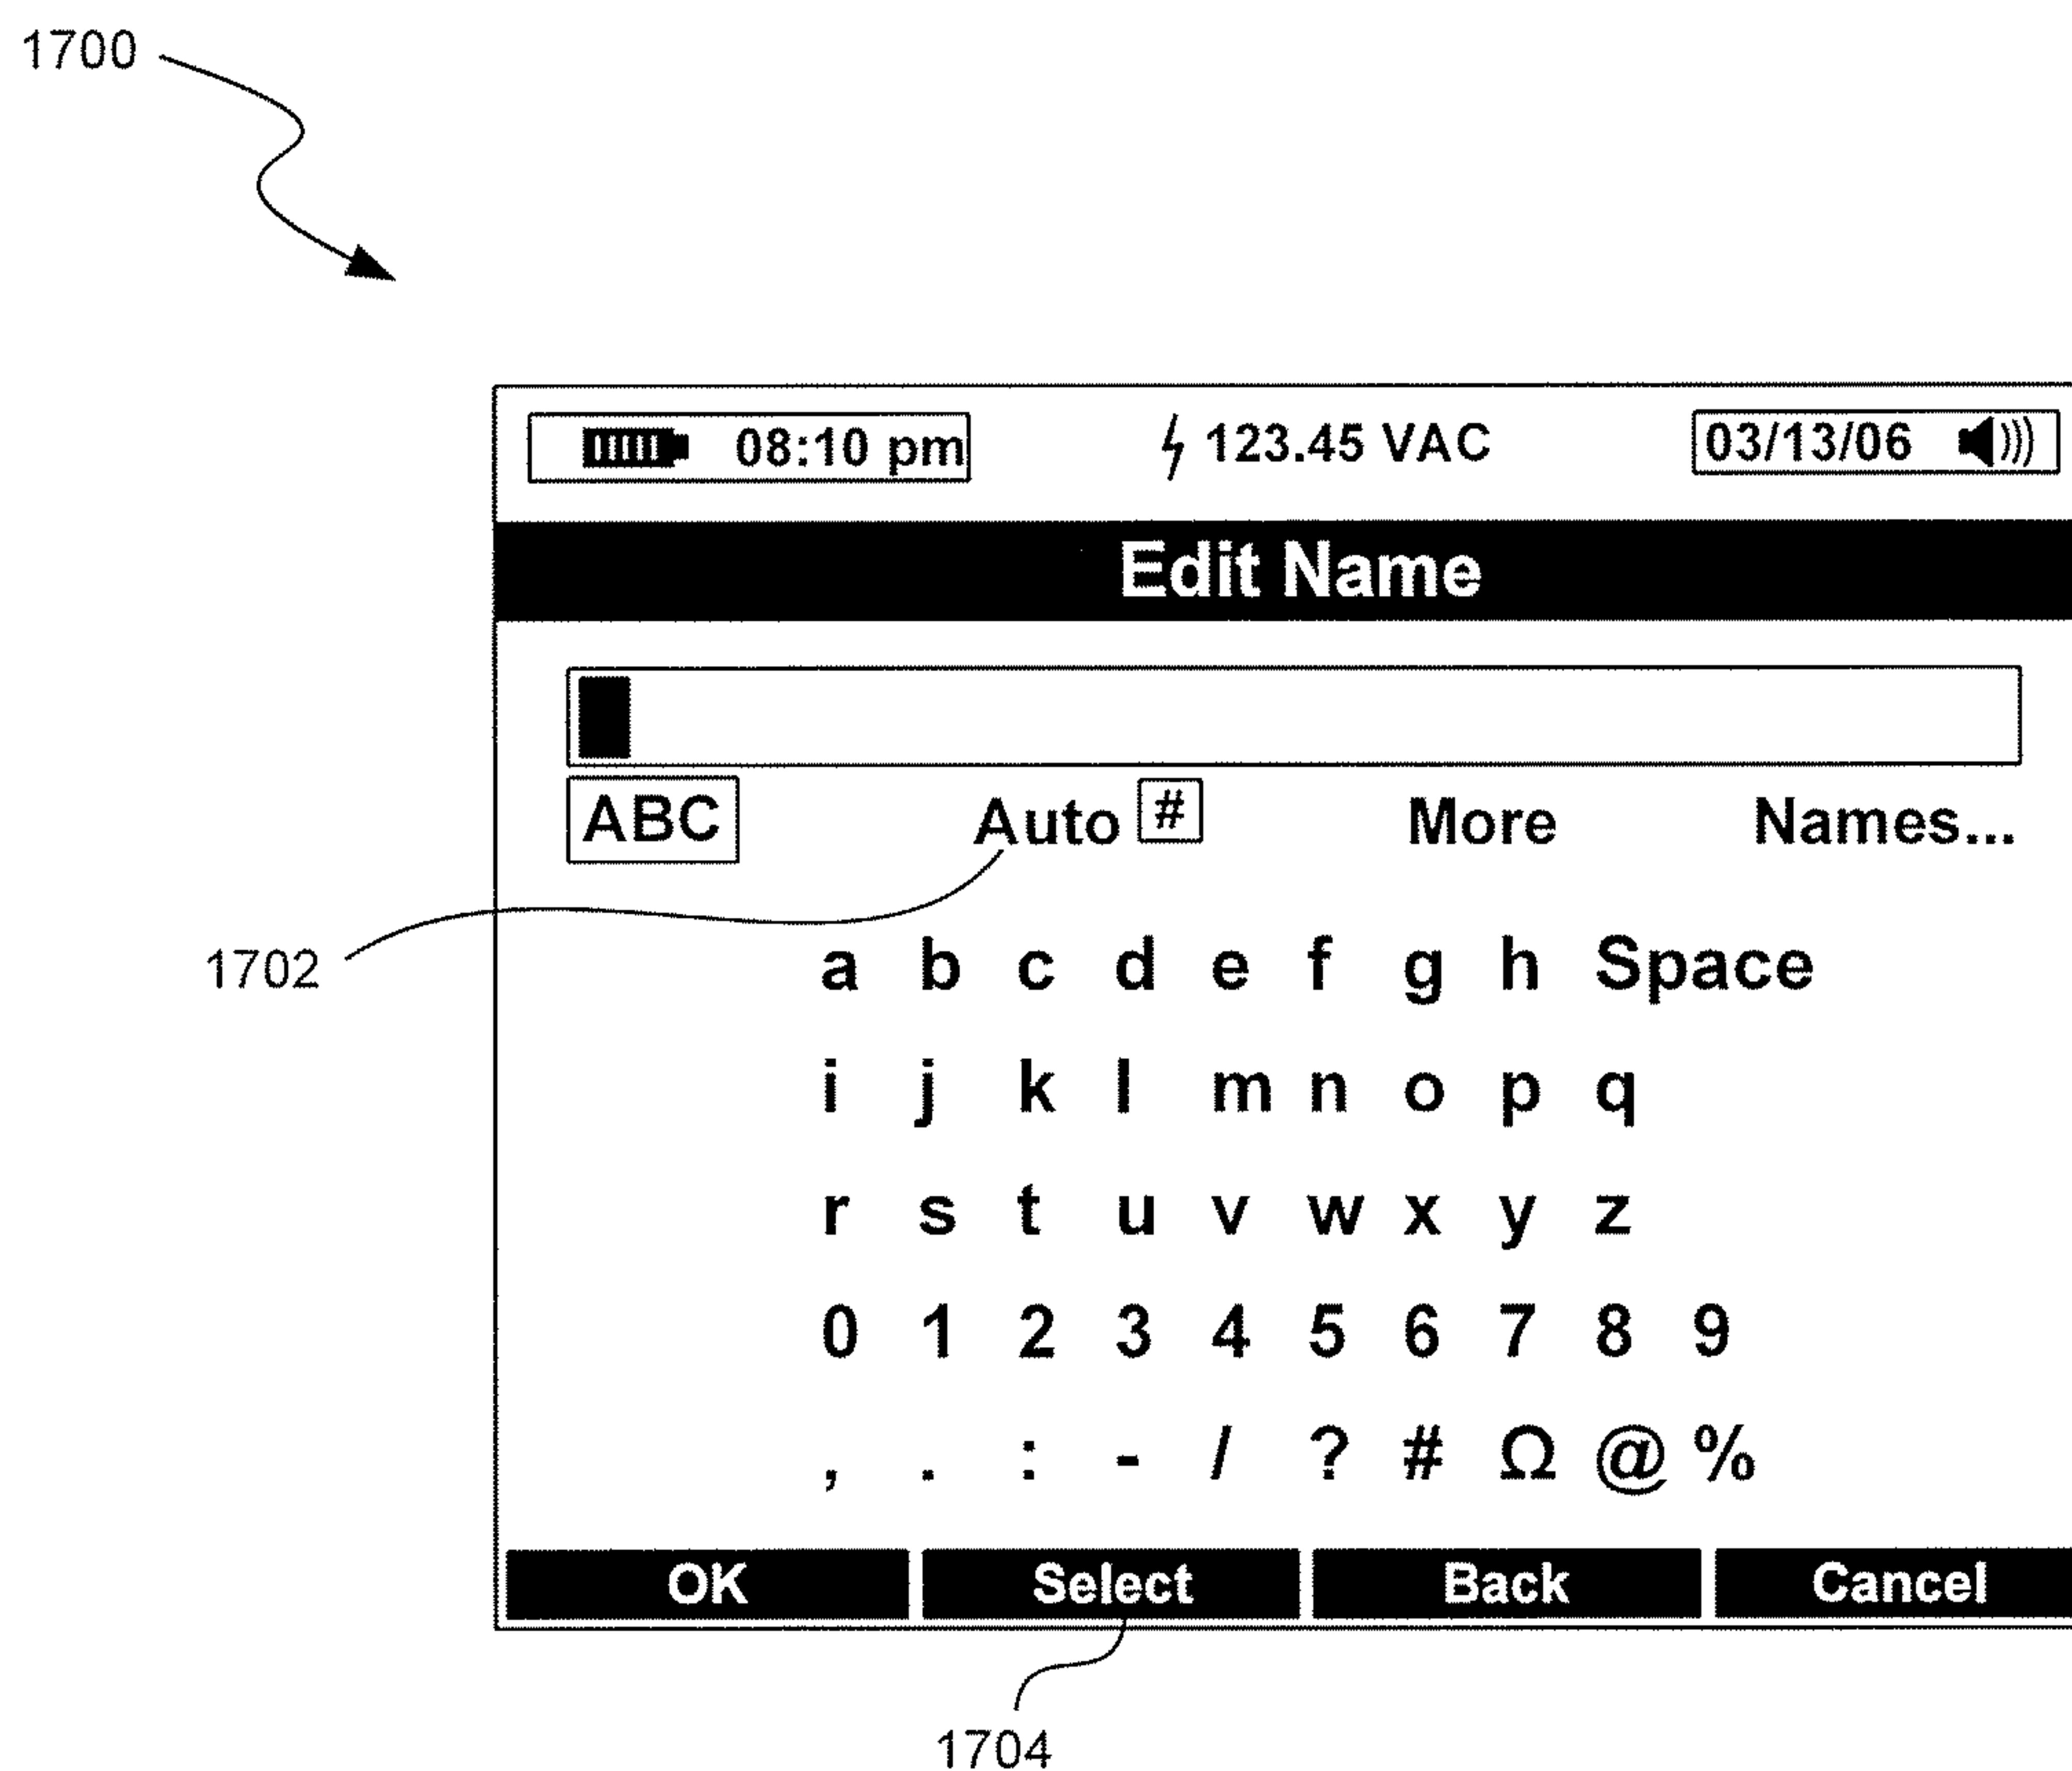 1700
08:10 pm 123.45 VAC 03/13/06
Edit Name
ABC Auto # More Names...
1702
a b c d e f g h Space
i j k l m n o p q
r s t u v w x y z
0 1 2 3 4 5 6 7 8 9
, . : - / ? # Ω @ %
OK Select Back Cancel
1704